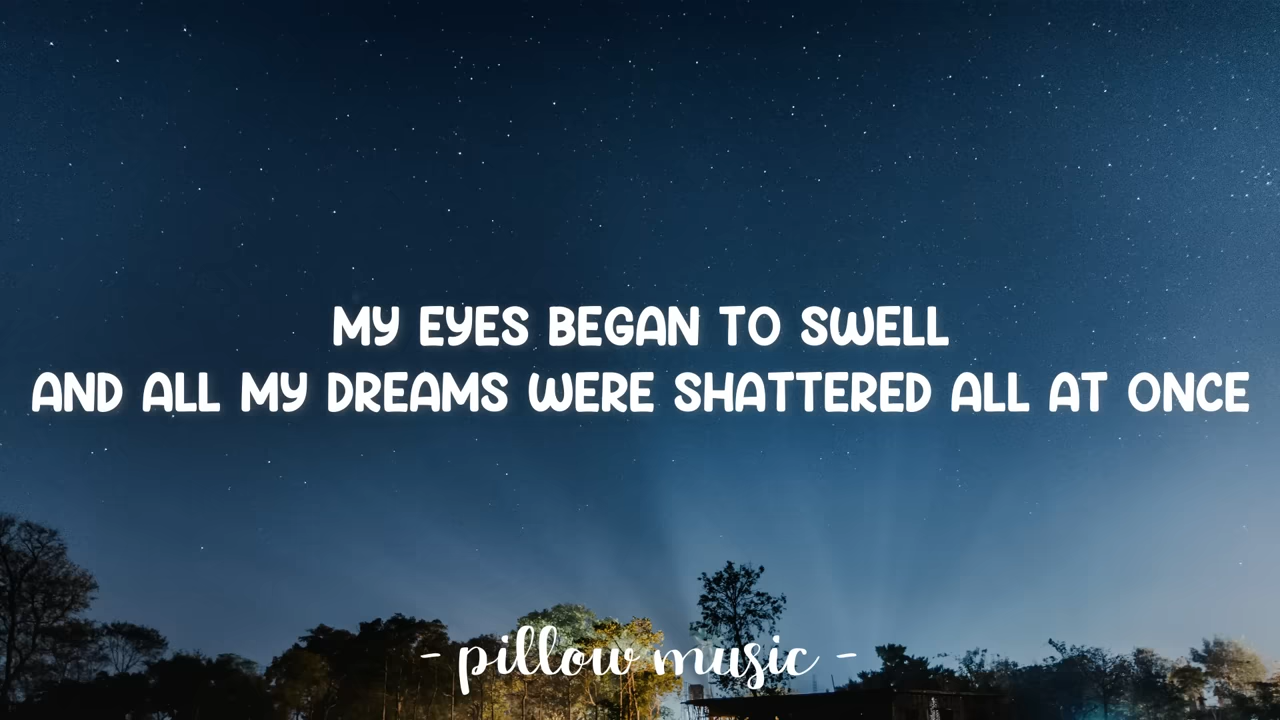 MY EYES BEGAN TO SWELL
AND ALL MY DREAMS WERE SHATTERED ALL AT ONCE
- pillow music -